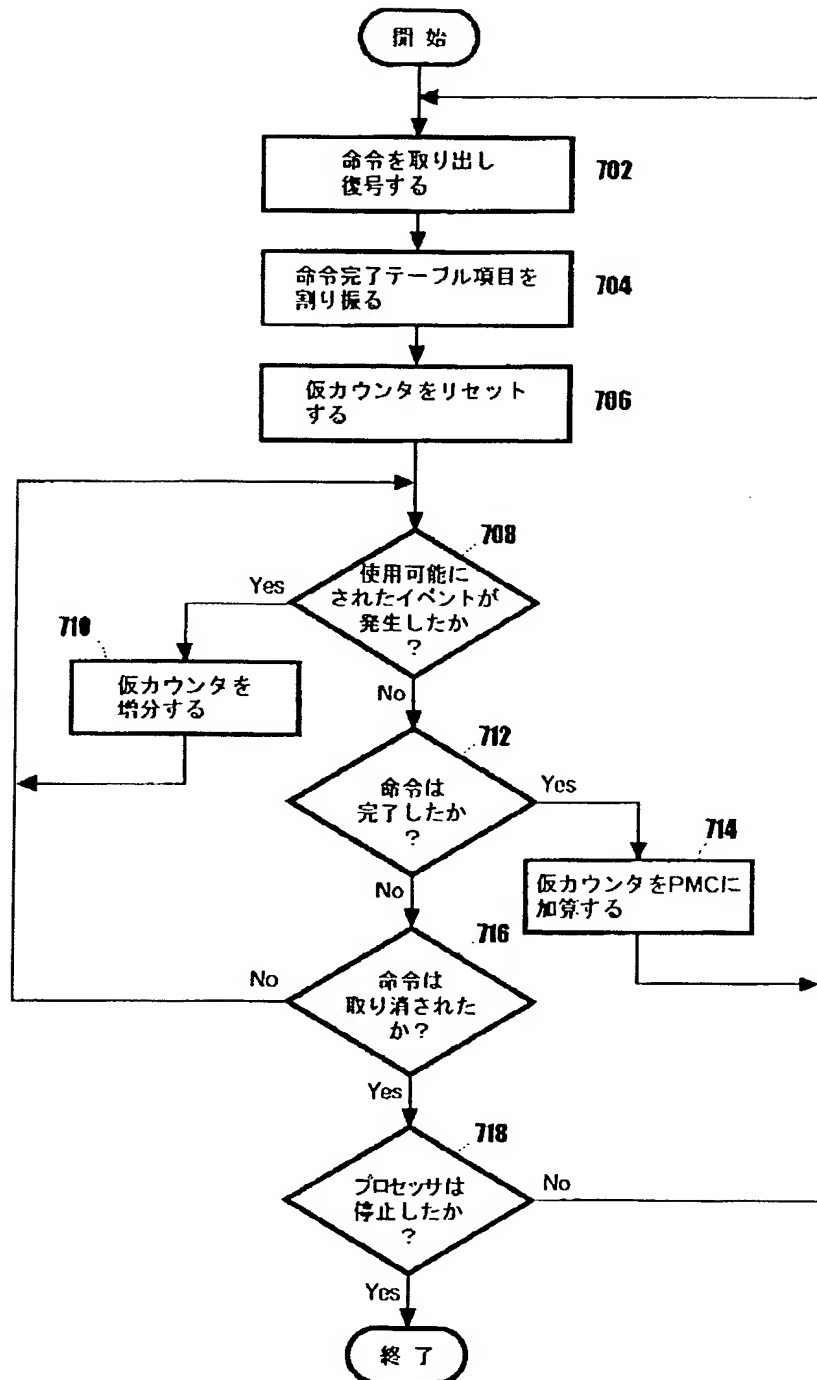 開 始
命令を取り出し
復号する
702
命令完了テーブル項目を
割り振る
704
仮カウンタをリセット
する
706
708
使用可能に
されたイベントが
発生したか
?
Yes
710
仮カウンタを
増分する
No
712
命令は
完了したか
?
Yes
714
仮カウンタをPMCに
加算する
No
716
命令は
取り消された
か?
No
Yes
718
プロセッサは
停止したか
?
No
Yes
終 了